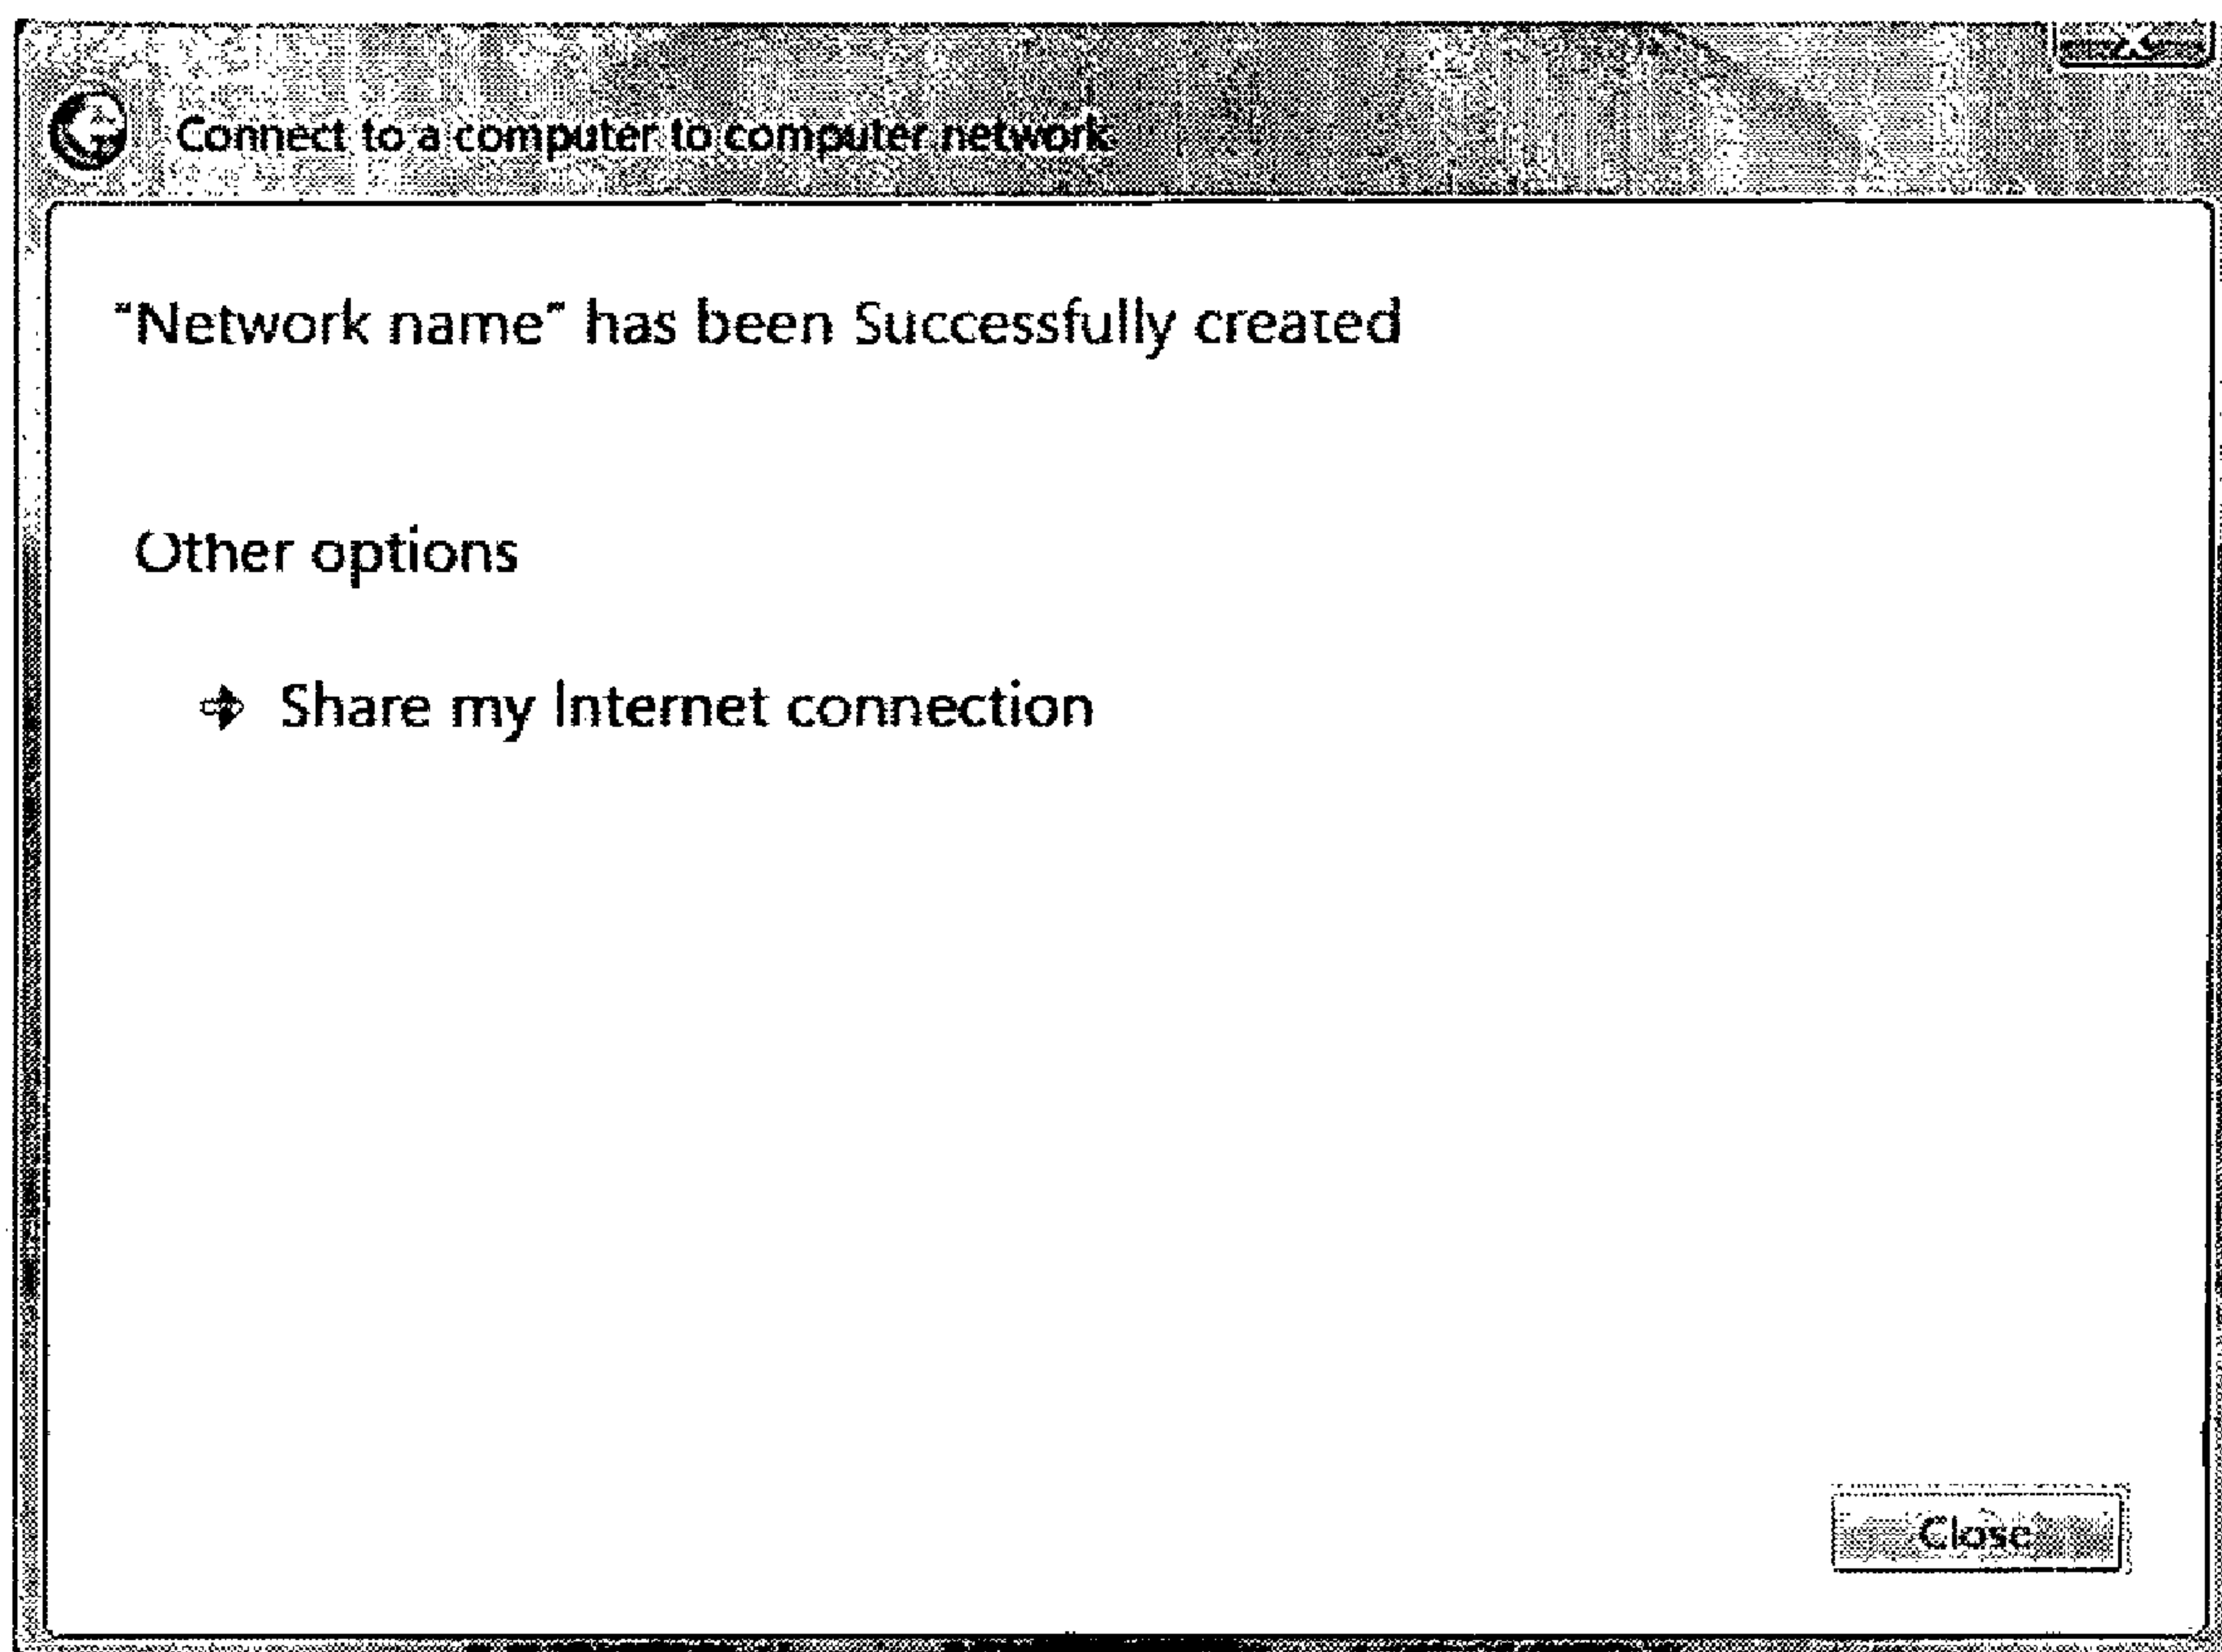 Connect to a computer to computer network
"Network name" has been Successfully created
Other options
Share my Internet connection
Close